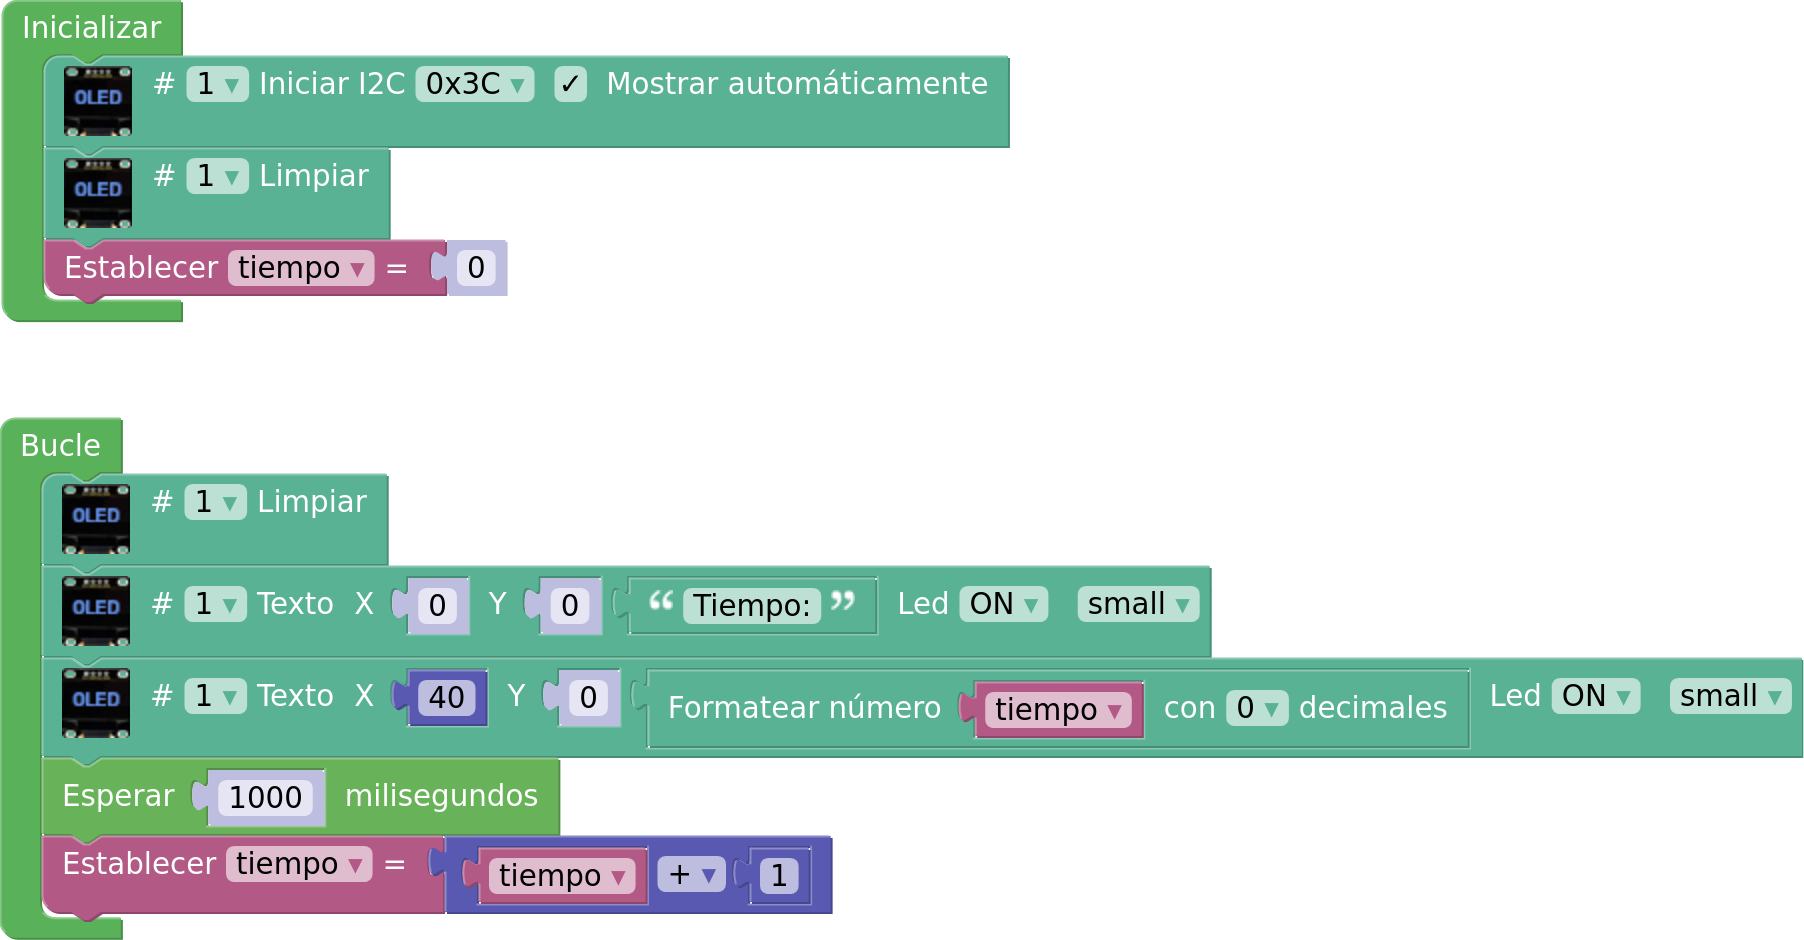 Inicializar
OLED # 1 ▾ Iniciar I2C 0x3C ▾ ✓ Mostrar automáticamente
OLED # 1 ▾ Limpiar
Establecer tiempo ▾ = 0
Bucle
OLED # 1 ▾ Limpiar
OLED # 1 ▾ Texto X 0 Y 0 “ Tiempo: ” Led ON ▾ small ▾
OLED # 1 ▾ Texto X 40 Y 0 Formatear número tiempo ▾ con 0 ▾ decimales Led ON ▾ small ▾
Esperar 1000 milisegundos
Establecer tiempo ▾ = tiempo ▾ + ▾ 1